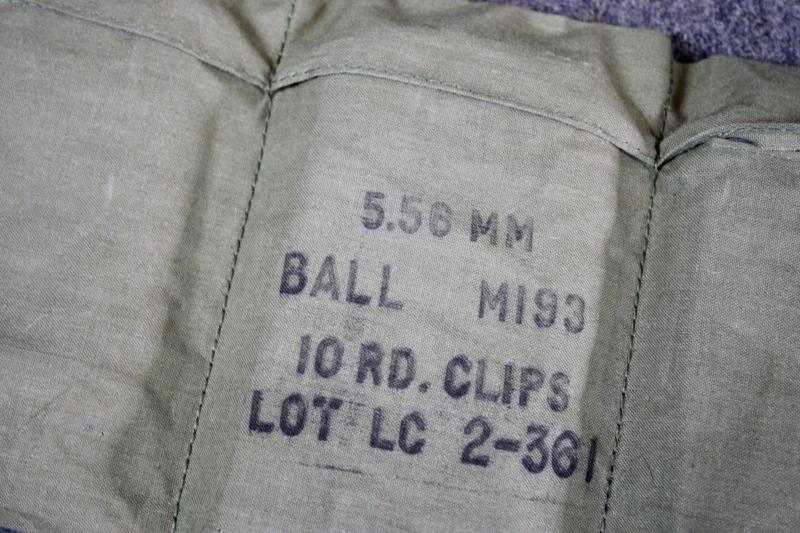 5.56 MM
BALL M193
10 RD. CLIPS
LOT LC 2-361